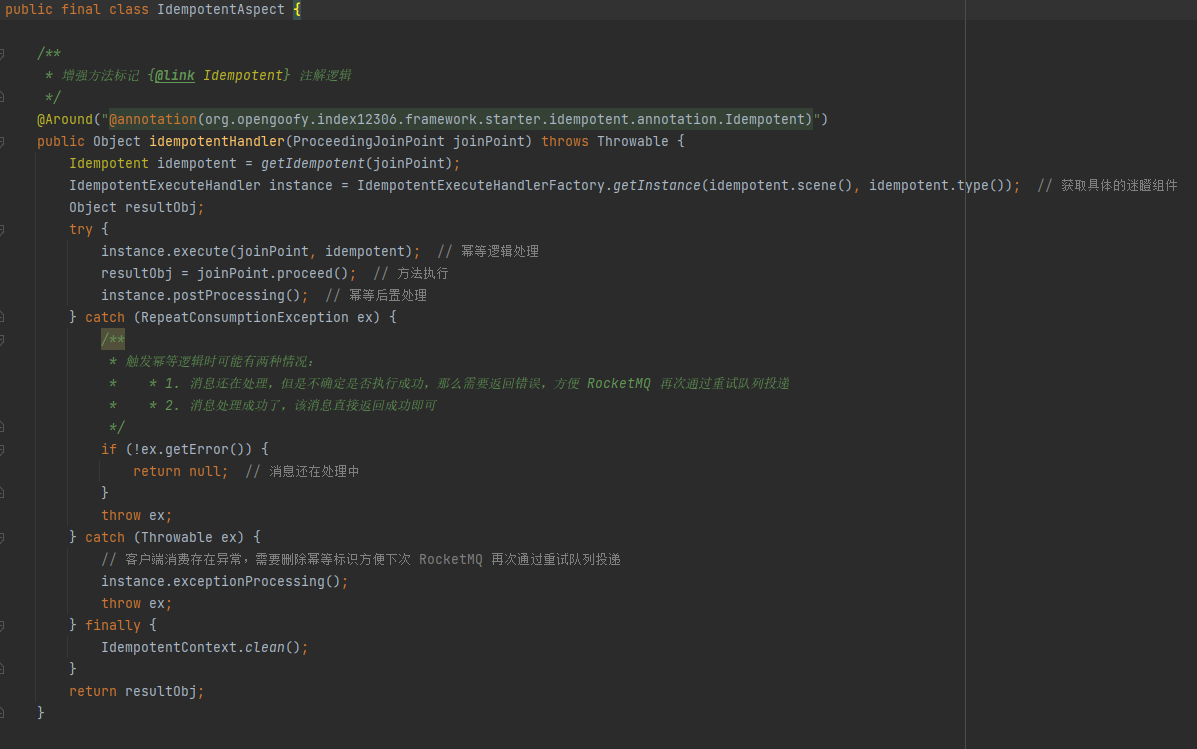 public final class IdempotentAspect {
/**
* 增强方法标记 {@link Idempotent} 注解逻辑
*/
@Around("@annotation(org.opengoofy.index12306.framework.starter.idempotent.annotation.Idempotent)")
public Object idempotentHandler(ProceedingJoinPoint joinPoint) throws Throwable {
Idempotent idempotent = getIdempotent(joinPoint);
IdempotentExecuteHandler instance = IdempotentExecuteHandlerFactory.getInstance(idempotent.scene(), idempotent.type()); // 获取具体的迷瞪组件
Object resultObj;
try {
instance.execute(joinPoint, idempotent); // 幂等逻辑处理
resultObj = joinPoint.proceed(); // 方法执行
instance.postProcessing(); // 幂等后置处理
} catch (RepeatConsumptionException ex) {
/**
* 触发幂等逻辑时可能有两种情况：
* * 1. 消息还在处理，但是不确定是否执行成功，那么需要返回错误，方便 RocketMQ 再次通过重试队列投递
* * 2. 消息处理成功了，该消息直接返回成功即可
*/
if (!ex.getError()) {
return null; // 消息还在处理中
}
throw ex;
} catch (Throwable ex) {
// 客户端消费存在异常，需要删除幂等标识方便下次 RocketMQ 再次通过重试队列投递
instance.exceptionProcessing();
throw ex;
} finally {
IdempotentContext.clean();
}
return resultObj;
}